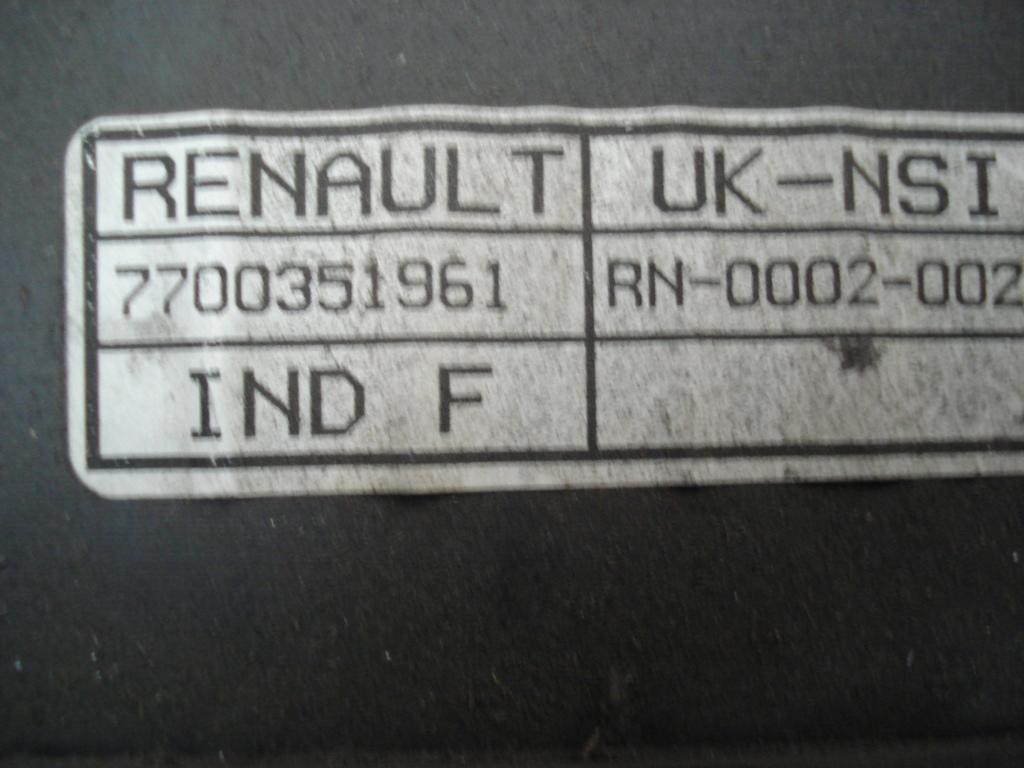 RENAULT UK-NSI
7700351961 RN-0002-002
IND F